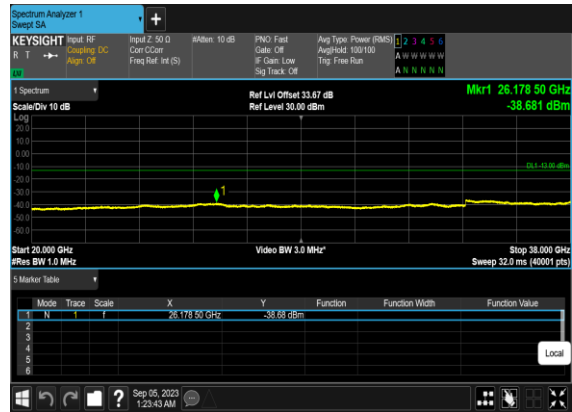 Spectrum Analyzer 1
Swept SA
KEYSIGHT Input: RF Input Z: 50 Ω #Atten: 10 dB PNO: Fast Avg Type: Power (RMS) 1 2 3 4 5 6
R T Coupling: DC Corr CCorr Gate: Off Avg|Hold: 100/100 A W W W W W
Align: Off Freq Ref: Int (S) IF Gain: Low Trig: Free Run
Sig Track: Off A N N N N N
1 Spectrum Ref Lvl Offset 33.67 dB Mkr1 26.178 50 GHz
Scale/Div 10 dB Ref Level 30.00 dBm -38.681 dBm
Log
20.0
10.0
0.00
-10.0 DL1 -13.00 dBm
-20.0
-30.0 1
-40.0
-50.0
-60.0
Start 20.000 GHz Video BW 3.0 MHz* Stop 38.000 GHz
#Res BW 1.0 MHz Sweep 32.0 ms (40001 pts)
5 Marker Table
Mode Trace Scale X Y Function Function Width Function Value
1 N 1 f 26.178 50 GHz -38.68 dBm
2
3
4
5
6
Local
? Sep 05, 2023
1:23:43 AM